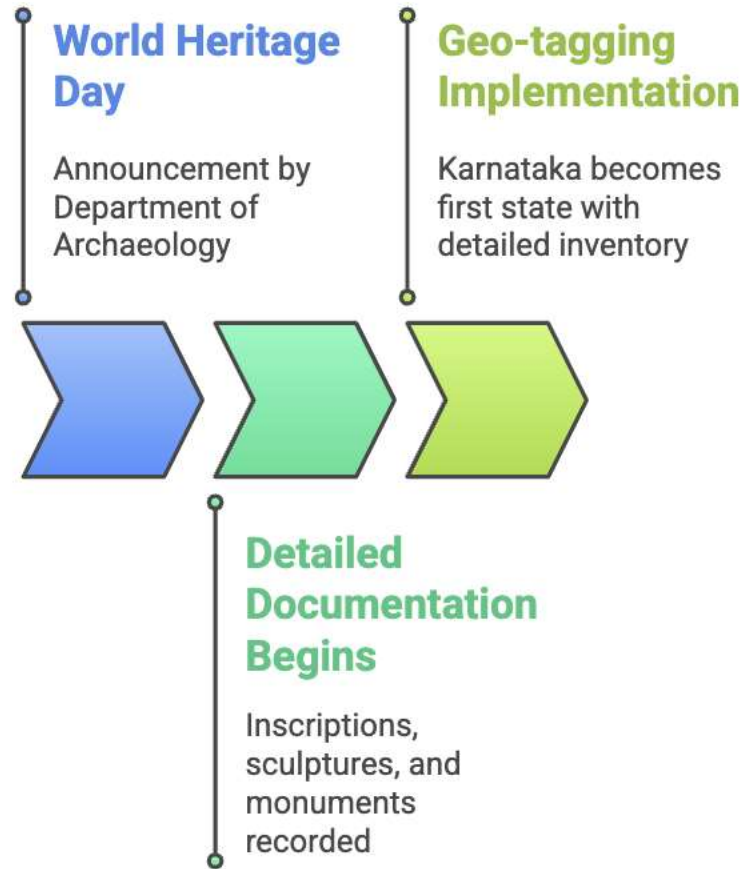 World Heritage
Day
Announcement by
Department of
Archaeology
Geo-tagging
Implementation
Karnataka becomes
first state with
detailed inventory
Detailed
Documentation
Begins
Inscriptions,
sculptures, and
monuments
recorded